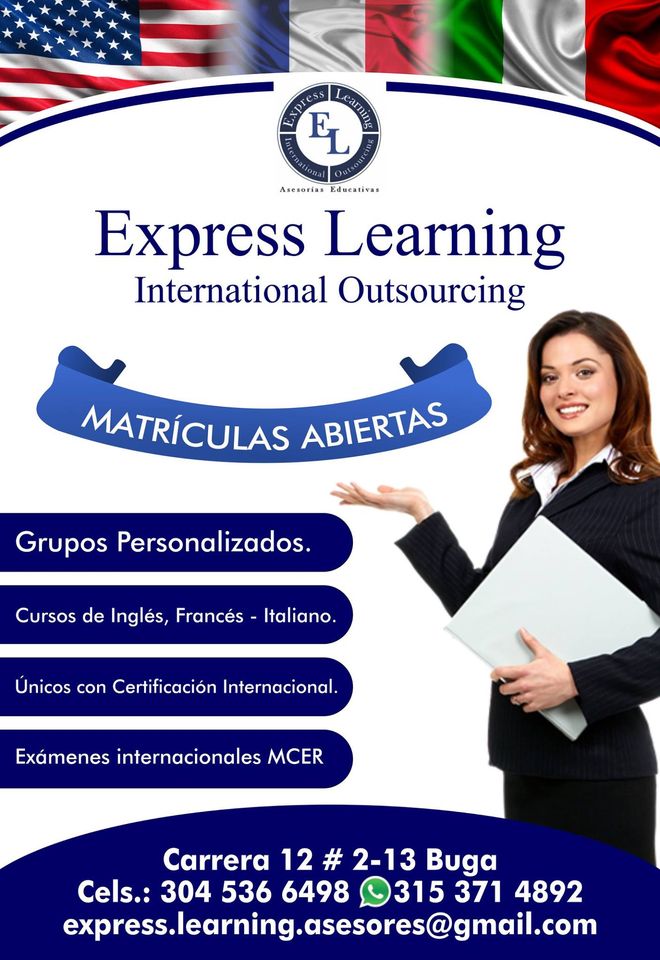 Express Learning
EL
International Outsourcing
Asesorías Educativas
Express Learning
International Outsourcing
MATRÍCULAS ABIERTAS
Grupos Personalizados.
Cursos de Inglés, Francés - Italiano.
Únicos con Certificación Internacional.
Exámenes internacionales MCER
Carrera 12 # 2-13 Buga
Cels.: 304 536 6498 315 371 4892
express.learning.asesores@gmail.com